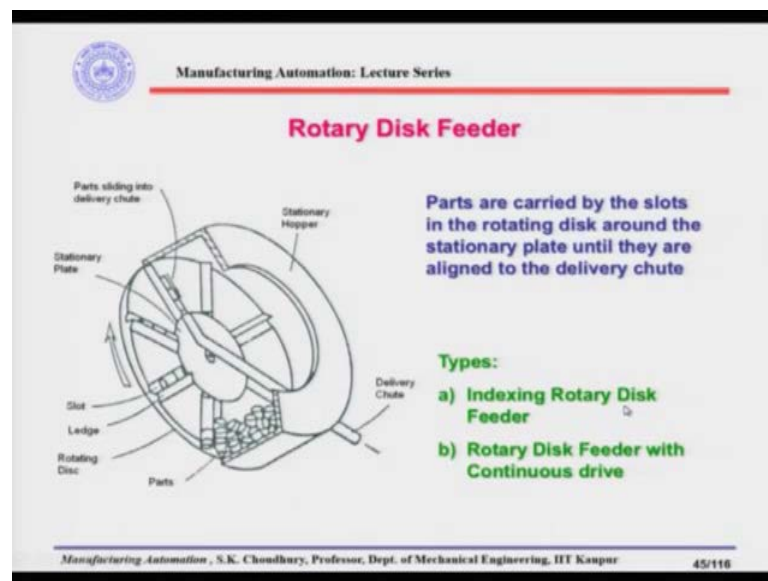 Manufacturing Automation: Lecture Series
Rotary Disk Feeder
Parts sliding into
delivery chute
Stationary
Hopper
Stationary
Plate
Slot
Ledge
Rotating
Disc
Parts
Delivery
Chute
Parts are carried by the slots
in the rotating disk around the
stationary plate until they are
aligned to the delivery chute
Types:
a) Indexing Rotary Disk
Feeder
b) Rotary Disk Feeder with
Continuous drive
Manufacturing Automation , S.K. Choudhury, Professor, Dept. of Mechanical Engineering, IIT Kanpur
45/116